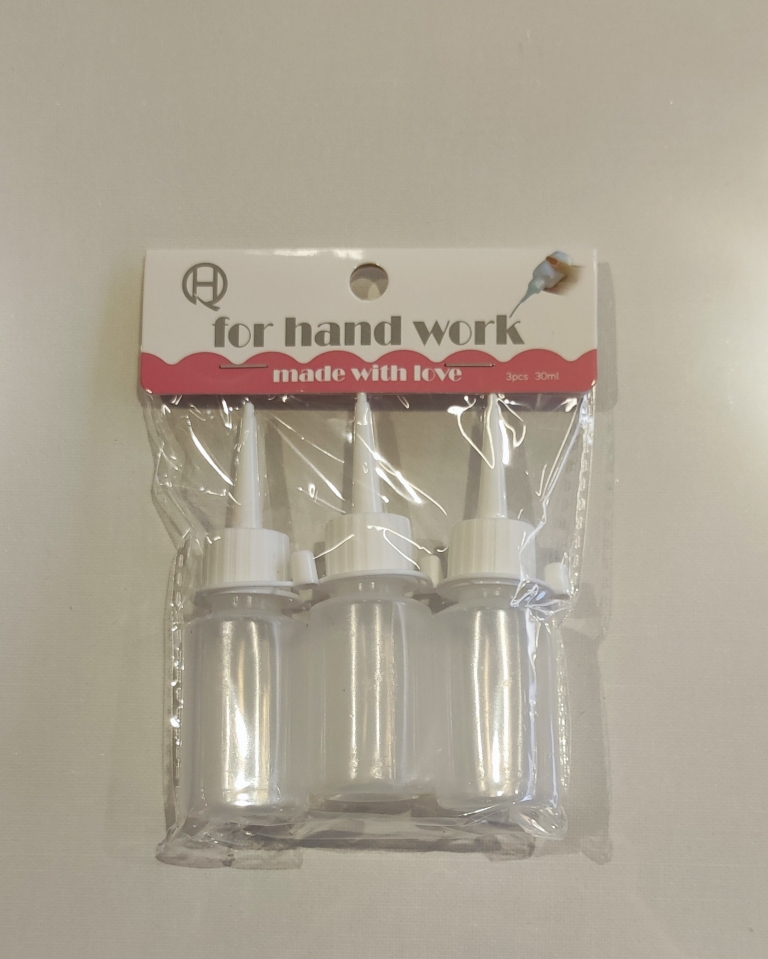 HQ
for hand work
made with love
3pcs 30ml